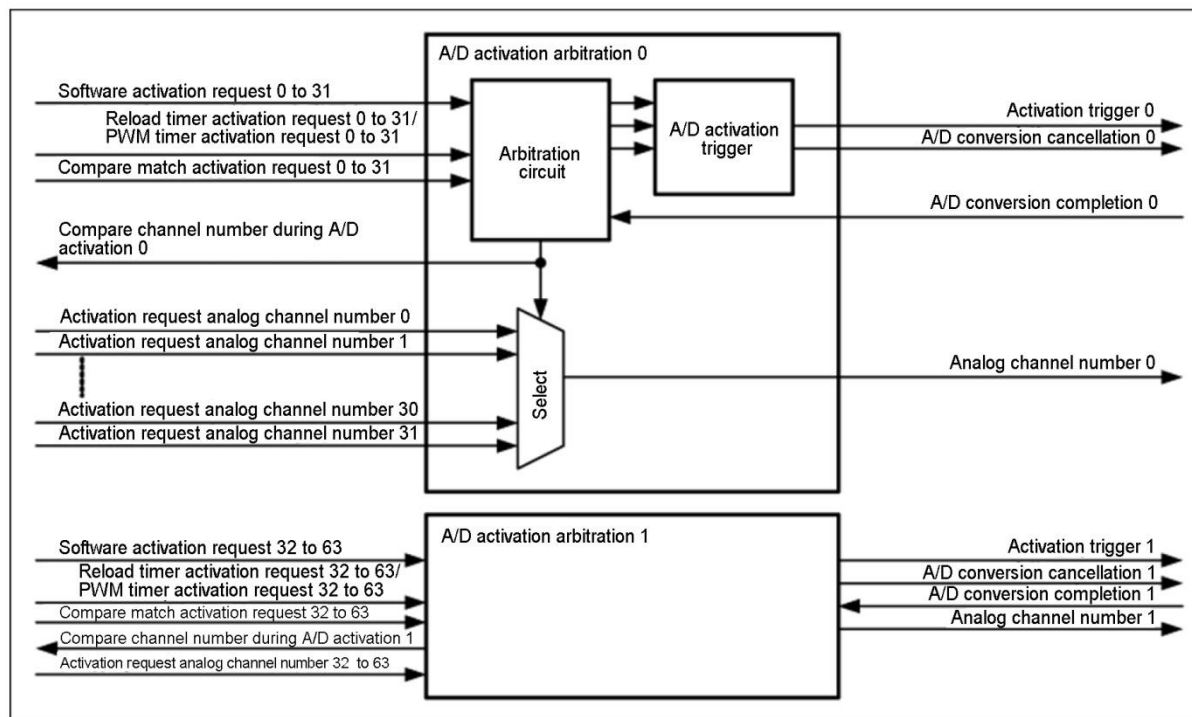 A/D activation arbitration 0
Software activation request 0 to 31
Reload timer activation request 0 to 31/
PWM timer activation request 0 to 31
Compare match activation request 0 to 31
Arbitration
circuit
A/D activation
trigger
Activation trigger 0
A/D conversion cancellation 0
A/D conversion completion 0
Compare channel number during A/D
activation 0
Activation request analog channel number 0
Activation request analog channel number 1
Activation request analog channel number 30
Activation request analog channel number 31
Select
Analog channel number 0
A/D activation arbitration 1
Software activation request 32 to 63
Reload timer activation request 32 to 63/
PWM timer activation request 32 to 63
Compare match activation request 32 to 63
Compare channel number during A/D activation 1
Activation request analog channel number 32 to 63
Activation trigger 1
A/D conversion cancellation 1
A/D conversion completion 1
Analog channel number 1